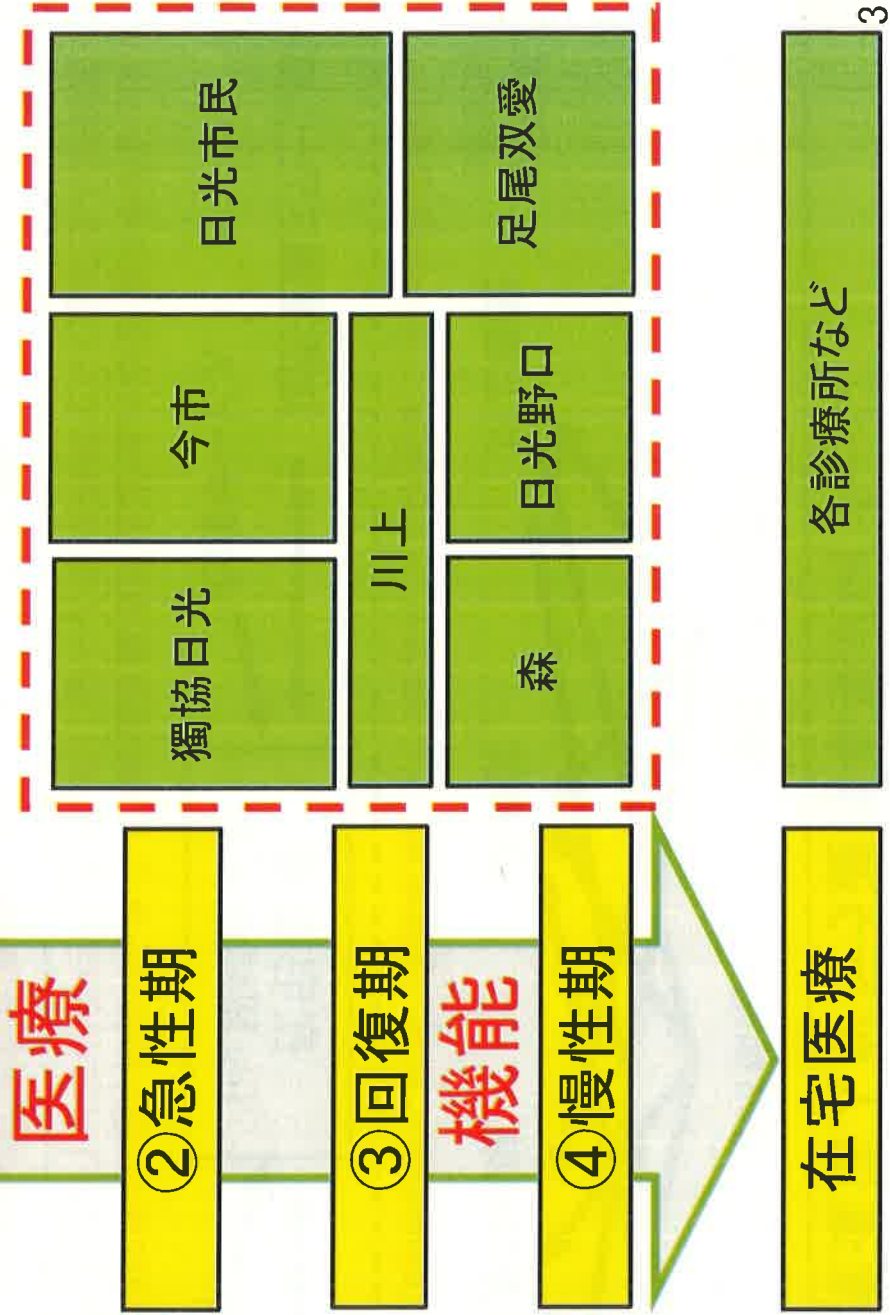 医療
②急性期
③回復期
機能
④慢性期
在宅医療
獨協日光
今市
日光市民
川上
森
日光野口
足尾双愛
各診療所など
3